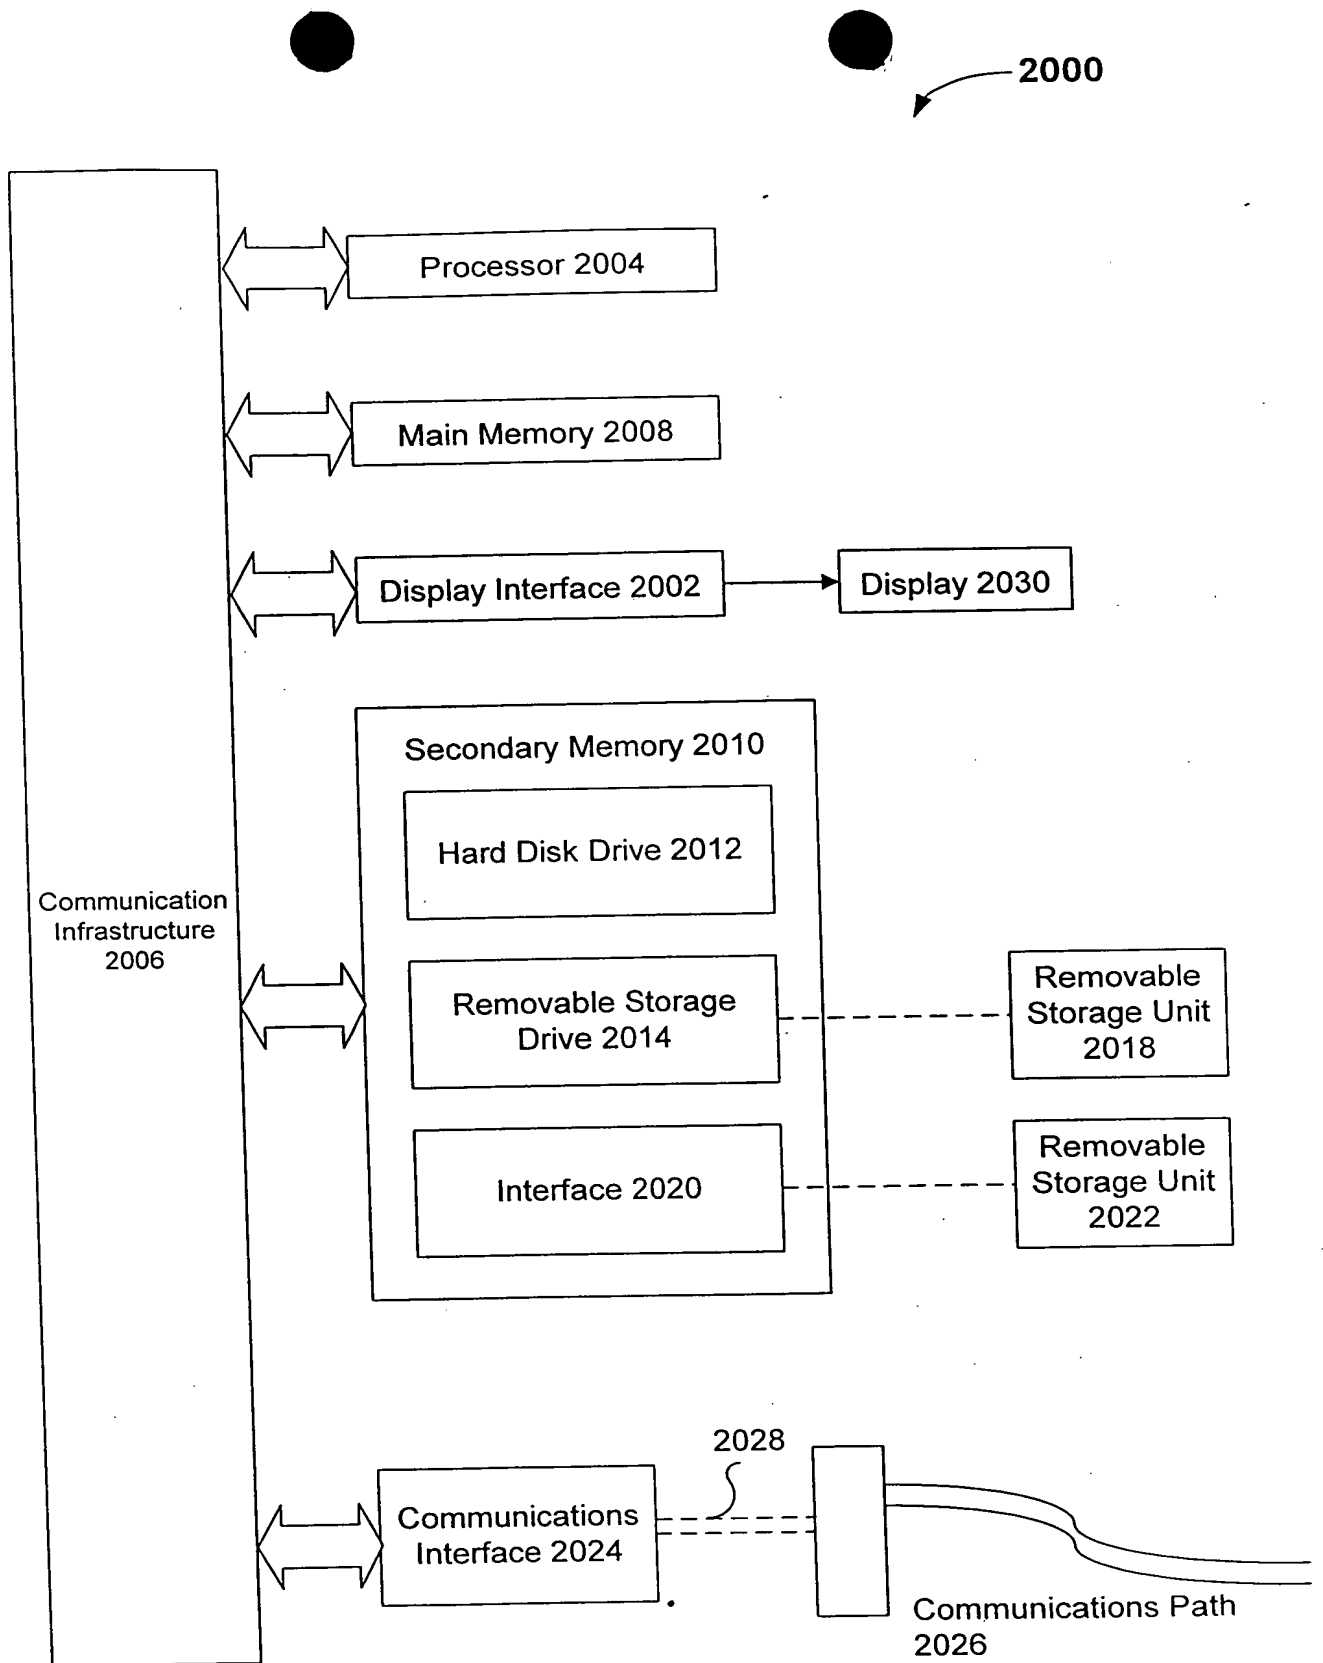 2000
Processor 2004
Main Memory 2008
Display Interface 2002
Display 2030
Secondary Memory 2010
Hard Disk Drive 2012
Communication
Infrastructure
2006
Removable Storage
Drive 2014
Removable
Storage Unit
2018
Interface 2020
Removable
Storage Unit
2022
2028
Communications
Interface 2024
Communications Path
2026